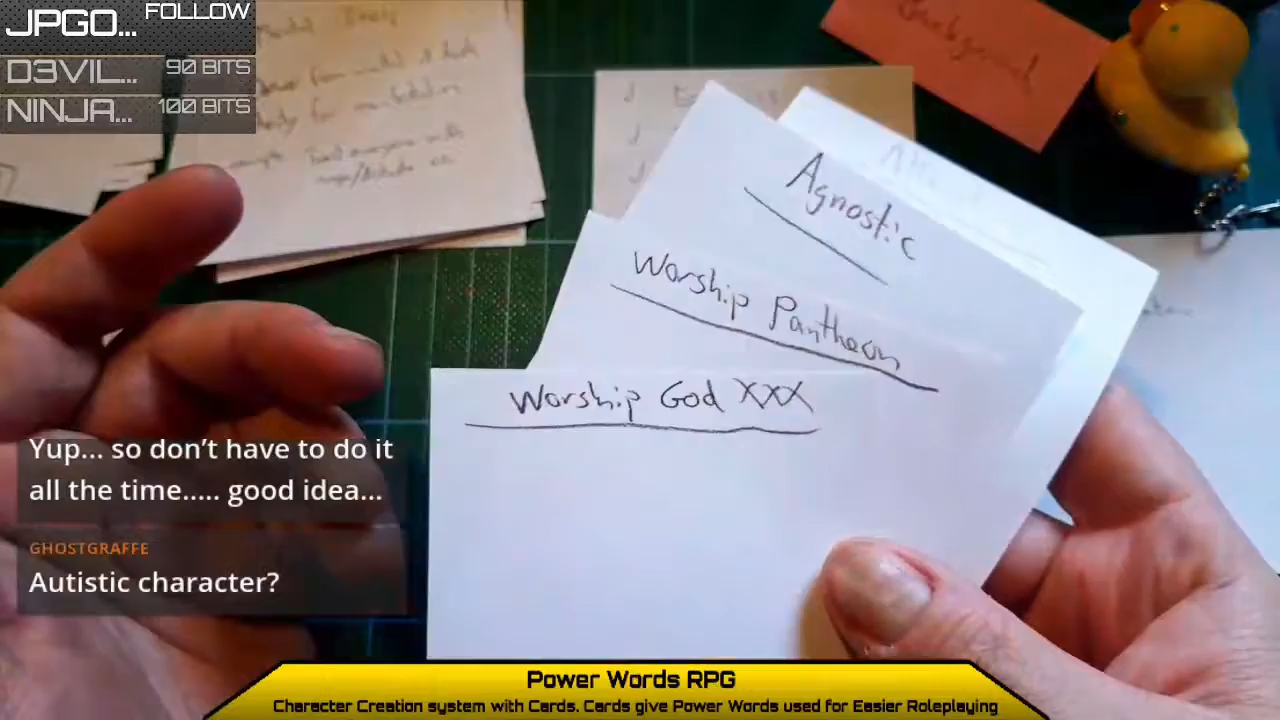 JPGO... FOLLOW
D3VIL... 90 BITS
NINJA... 100 BITS
Background
Agnostic
Worship Pantheon
Worship God XXX
Yup... so don't have to do it
all the time..... good idea...
GHOSTGRAFFE
Autistic character?
Power Words RPG
Character Creation system with Cards. Cards give Power Words used for Easier Roleplaying